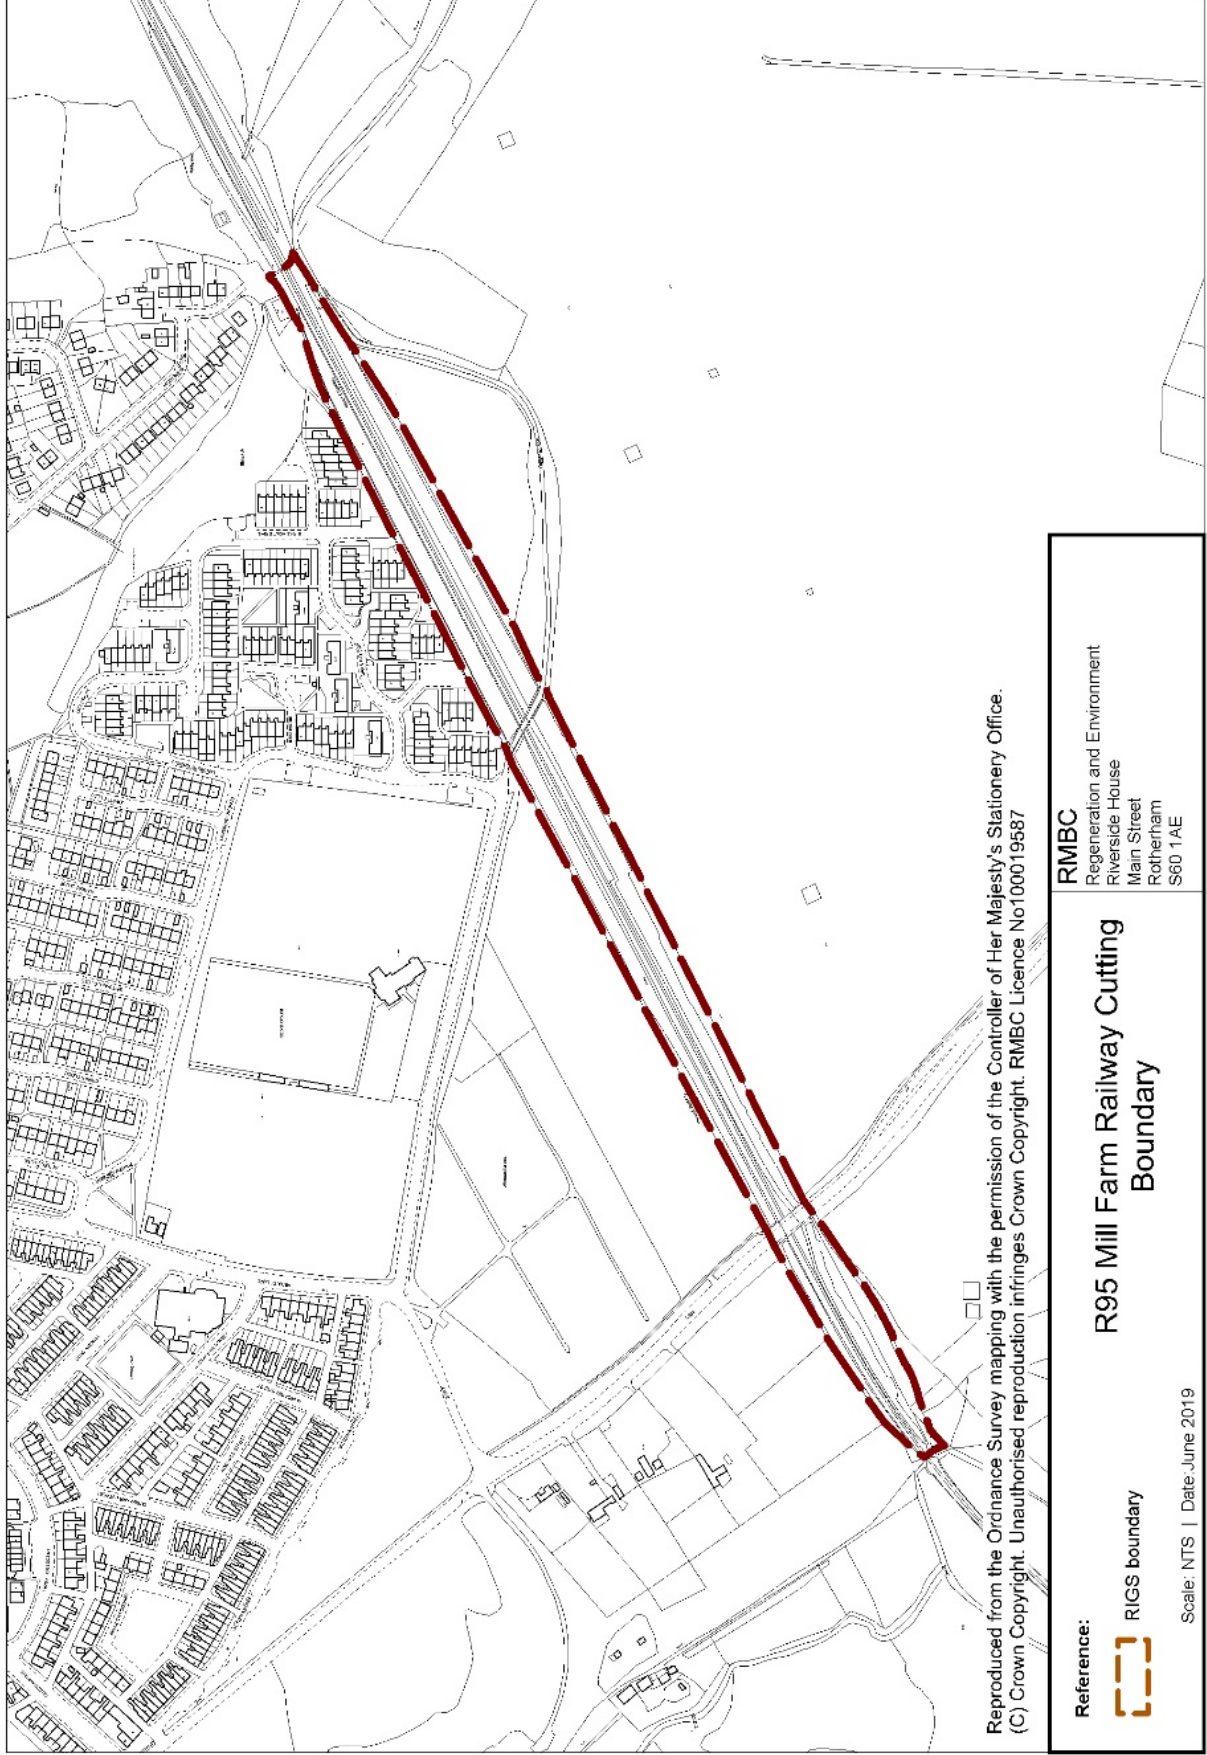 Reproduced from the Ordnance Survey mapping with the permission of the Controller of Her Majesty's Stationery Office.
(C) Crown Copyright. Unauthorised reproduction infringes Crown Copyright. RMBC Licence No1000019587
Reference:
RIGS boundary
Scale: NTS | Date:June 2019
R95 Mill Farm Railway Cutting
Boundary
RMBC
Regeneration and Environment
Riverside House
Main Street
Rotherham
S60 1AE